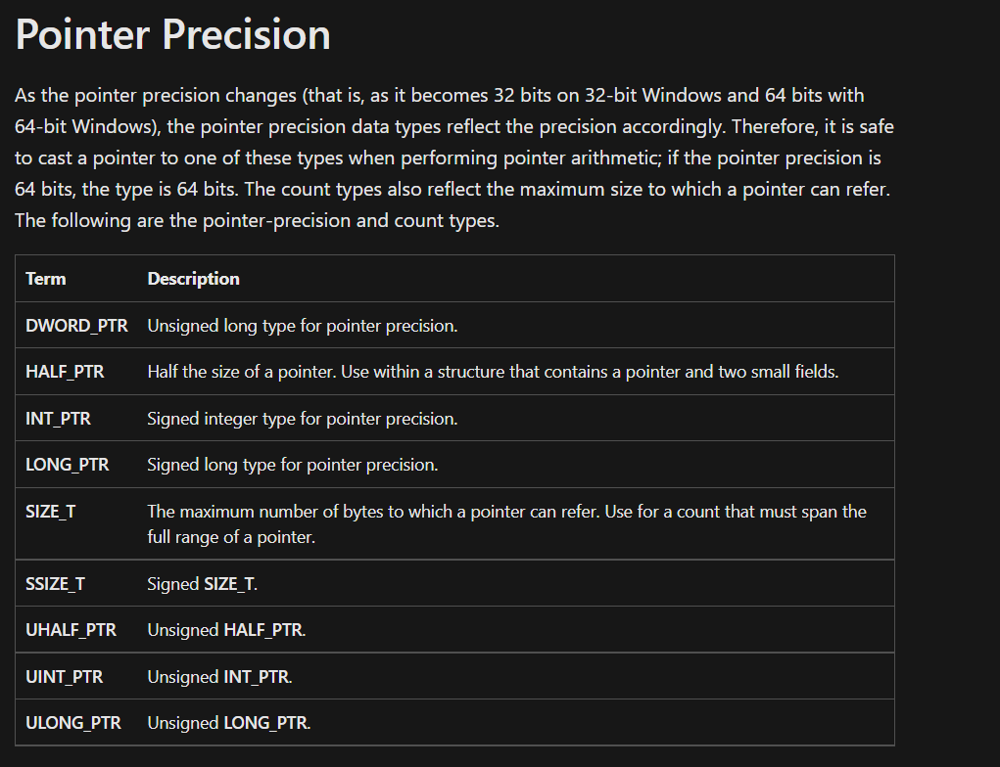 Pointer Precision
As the pointer precision changes (that is, as it becomes 32 bits on 32-bit Windows and 64 bits with
64-bit Windows), the pointer precision data types reflect the precision accordingly. Therefore, it is safe
to cast a pointer to one of these types when performing pointer arithmetic; if the pointer precision is
64 bits, the type is 64 bits. The count types also reflect the maximum size to which a pointer can refer.
The following are the pointer-precision and count types.
Term Description
DWORD_PTR Unsigned long type for pointer precision.
HALF_PTR Half the size of a pointer. Use within a structure that contains a pointer and two small fields.
INT_PTR Signed integer type for pointer precision.
LONG_PTR Signed long type for pointer precision.
SIZE_T The maximum number of bytes to which a pointer can refer. Use for a count that must span the
full range of a pointer.
SSIZE_T Signed SIZE_T.
UHALF_PTR Unsigned HALF_PTR.
UINT_PTR Unsigned INT_PTR.
ULONG_PTR Unsigned LONG_PTR.